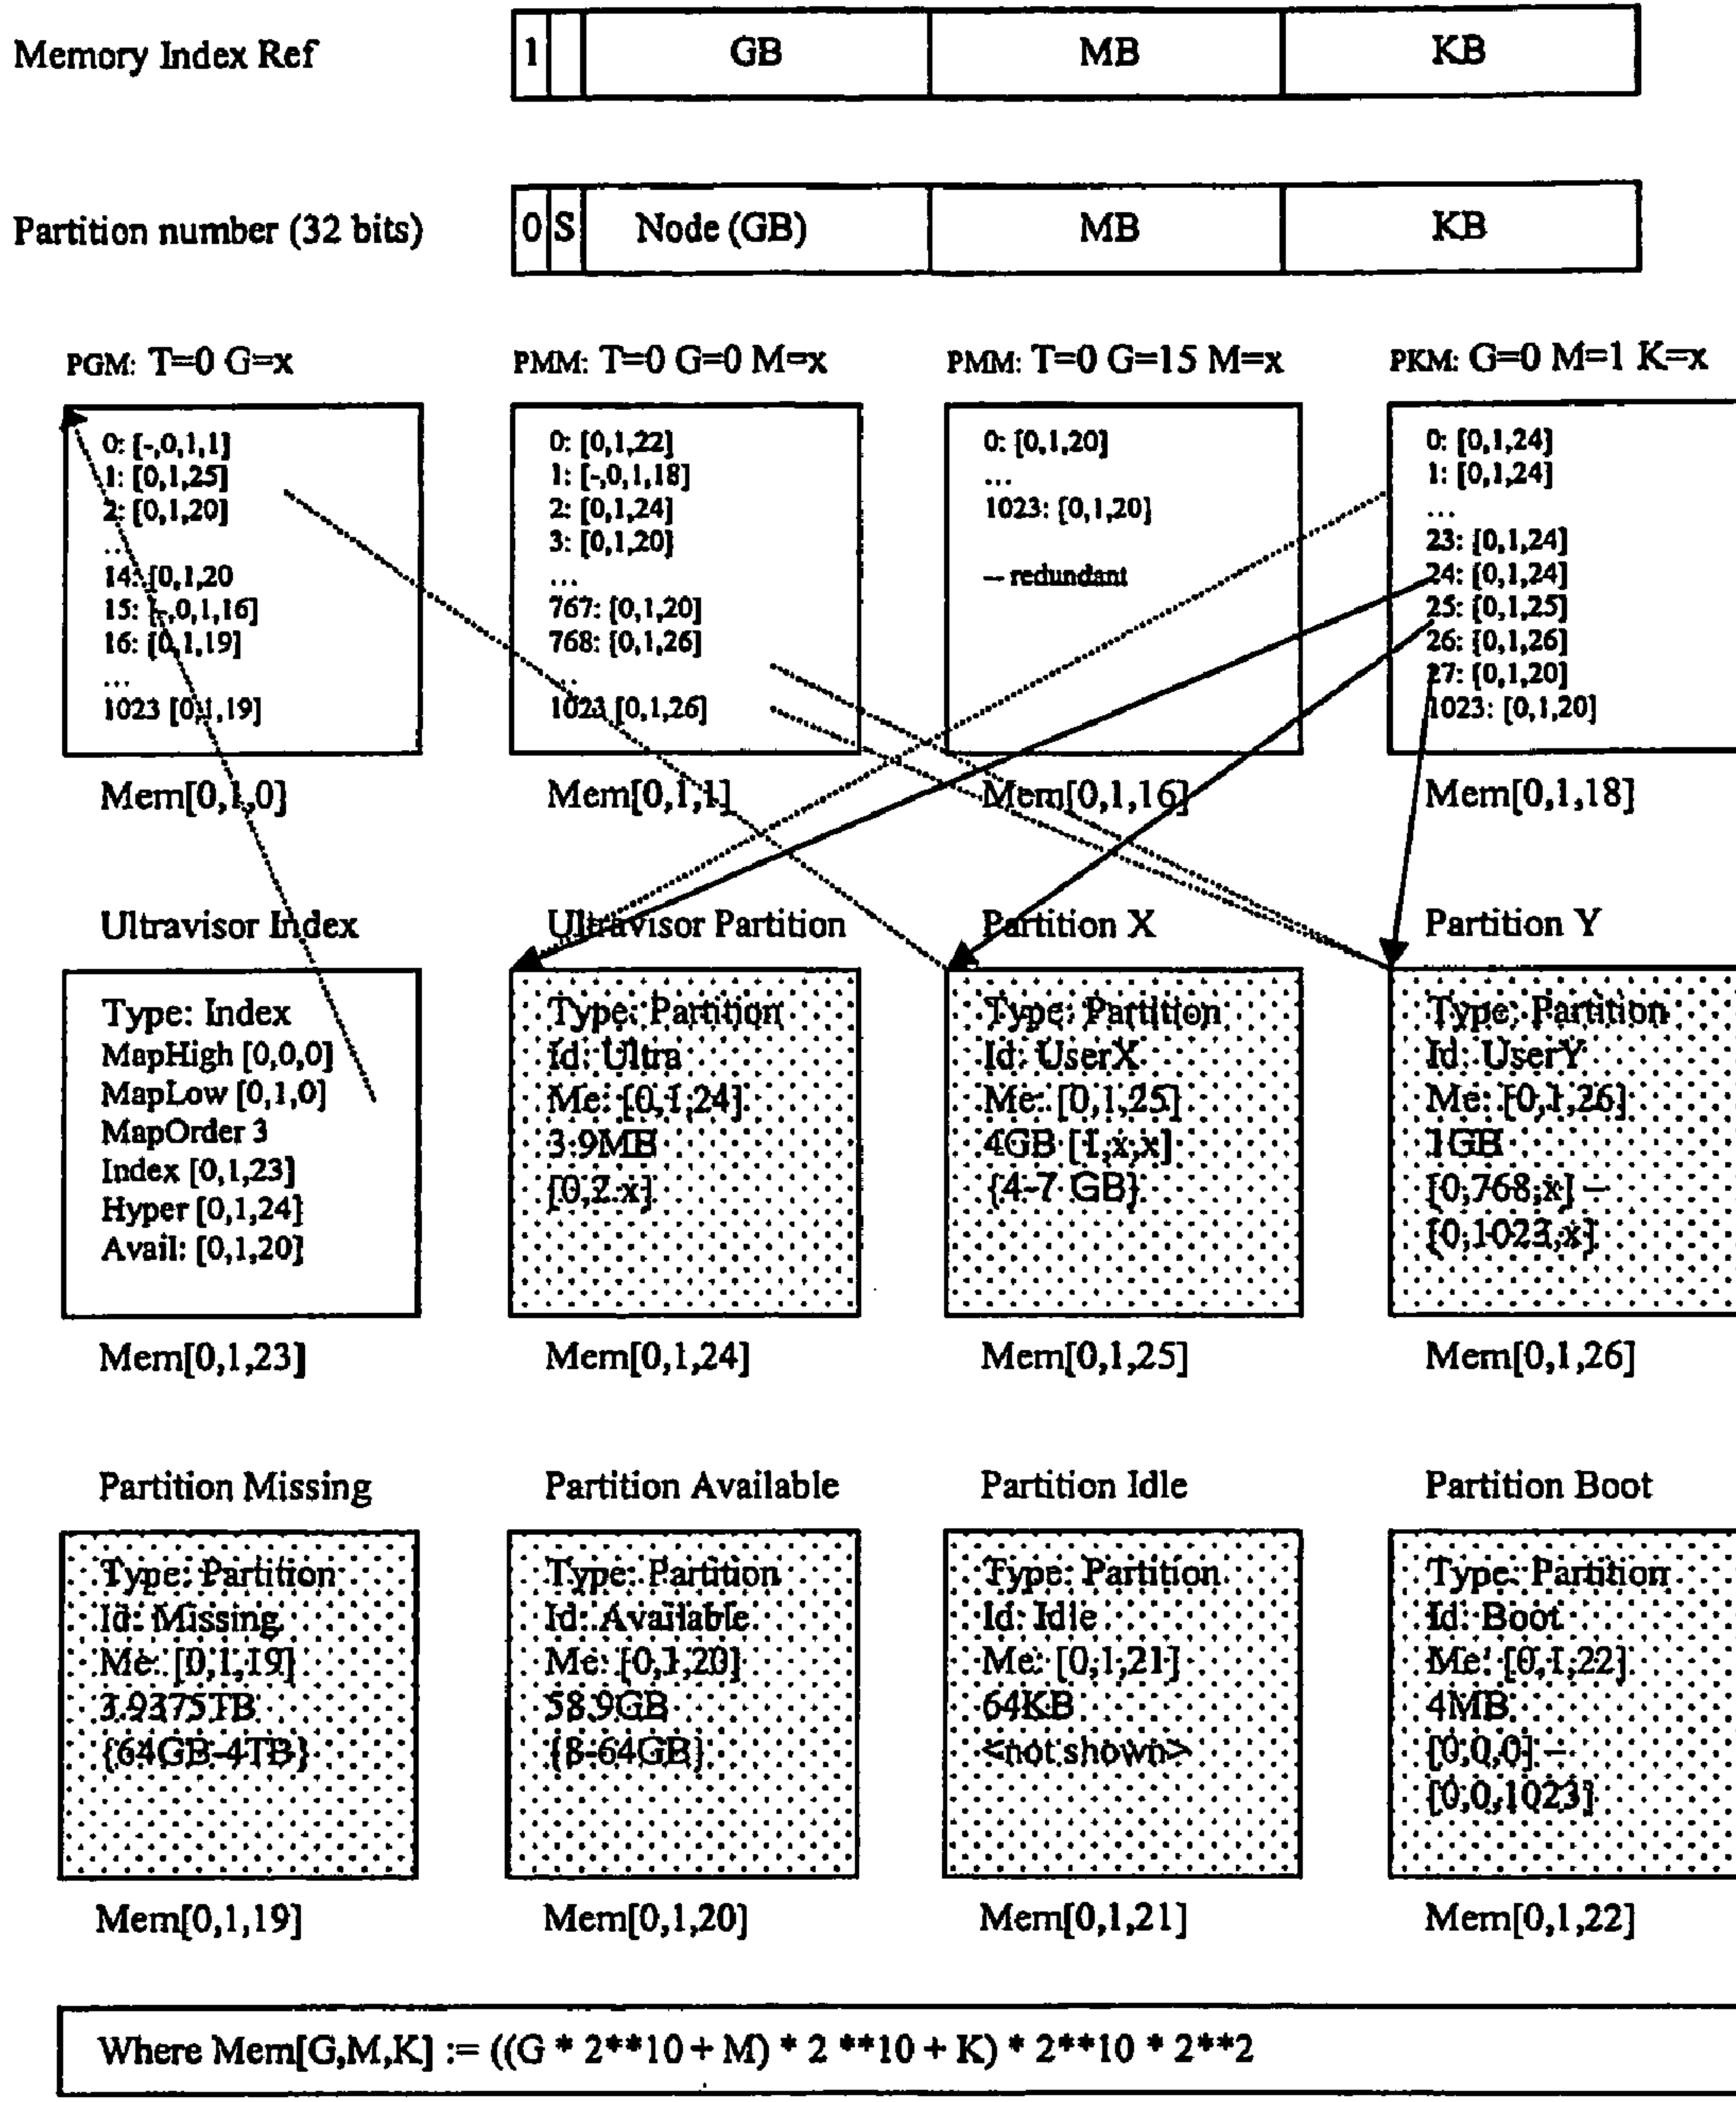 Memory Index Ref 1 GB MB KB
Partition number (32 bits) 0 S Node (GB) MB KB
PGM: T=0 G=x
0: [-,0,1,1]
1: [0,1,25]
2: [0,1,20]
...
14: [0,1,20
15: [-,0,1,16]
16: [0,1,19]
...
1023 [0,1,19]
Mem[0,1,0]
PMM: T=0 G=0 M=x
0: [0,1,22]
1: [-,0,1,18]
2: [0,1,24]
3: [0,1,20]
...
767: [0,1,20]
768: [0,1,26]
...
1023 [0,1,26]
Mem[0,1,1]
PMM: T=0 G=15 M=x
0: [0,1,20]
...
1023: [0,1,20]
-- redundant
Mem[0,1,16]
PKM: G=0 M=1 K=x
0: [0,1,24]
1: [0,1,24]
...
23: [0,1,24]
24: [0,1,24]
25: [0,1,25]
26: [0,1,26]
27: [0,1,20]
1023: [0,1,20]
Mem[0,1,18]
Ultravisor Index
Type: Index
MapHigh [0,0,0]
MapLow [0,1,0]
MapOrder 3
Index [0,1,23]
Hyper [0,1,24]
Avail: [0,1,20]
Mem[0,1,23]
Ultravisor Partition
Type: Partition
Id: Ultra
Me: [0,1,24]
3.9MB
[0,2.x]
Mem[0,1,24]
Partition X
Type: Partition
Id: UserX
Me: [0,1,25]
4GB [1,x,x]
{4-7 GB}
Mem[0,1,25]
Partition Y
Type: Partition
Id: UserY
Me: [0,1,26]
1GB
[0,768,x] –
[0,1023,x]
Mem[0,1,26]
Partition Missing
Type: Partition
Id: Missing
Me: [0,1,19]
3.9375TB
{64GB-4TB}
Mem[0,1,19]
Partition Available
Type: Partition
Id: Available
Me: [0,1,20]
58.9GB
{8-64GB}
Mem[0,1,20]
Partition Idle
Type: Partition
Id: Idle
Me: [0,1,21]
64KB
<not shown>
Mem[0,1,21]
Partition Boot
Type: Partition
Id: Boot
Me: [0,1,22]
4MB
[0,0,0] –
[0,0,1023]
Mem[0,1,22]
Where Mem[G,M,K] := ((G * 2**10 + M) * 2 **10 + K) * 2**10 * 2**2